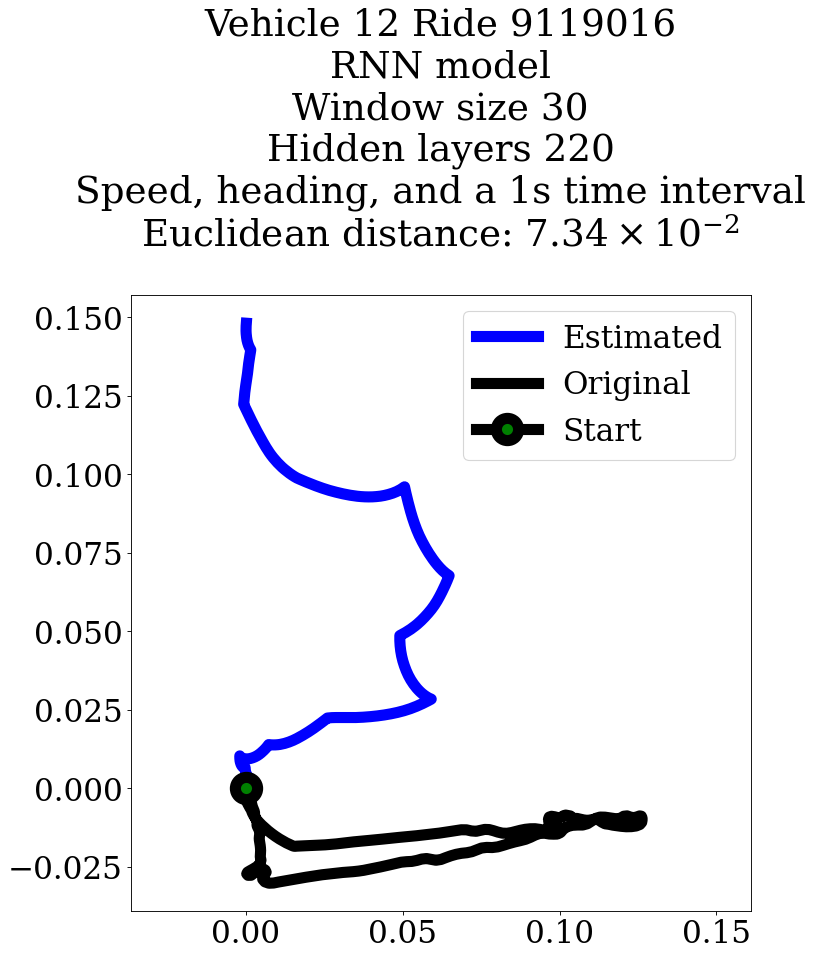 Vehicle 12 Ride 9119016
RNN model
Window size 30
Hidden layers 220
Speed, heading, and a 1s time interval
Euclidean distance: 7.34 × 10⁻²
Estimated
Original
Start
0.150
0.125
0.100
0.075
0.050
0.025
0.000
−0.025
0.00 0.05 0.10 0.15